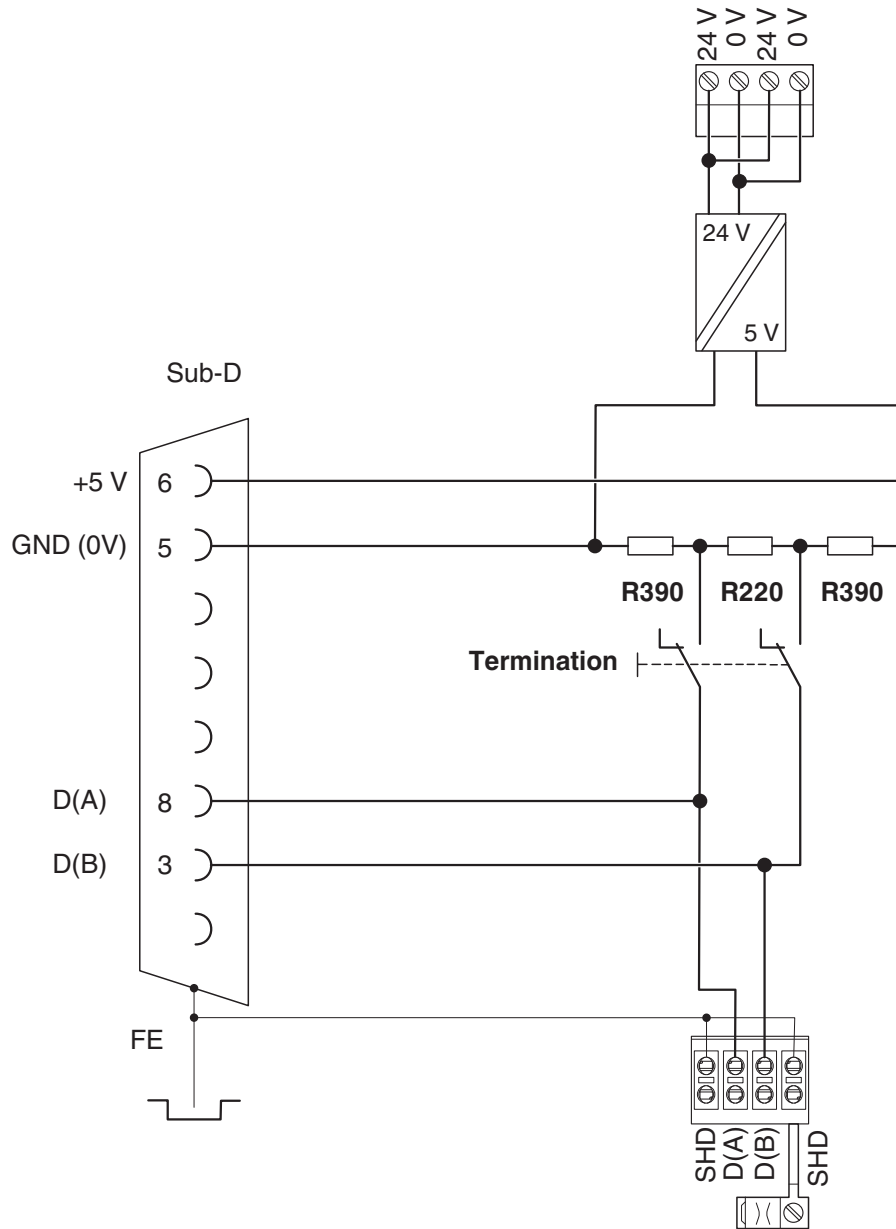 24 V
0 V
24 V
0 V
24 V
5 V
Sub-D
+5 V
6
GND (0V)
5
R390
R220
R390
Termination
D(A)
8
D(B)
3
FE
SHD
D(A)
D(B)
SHD